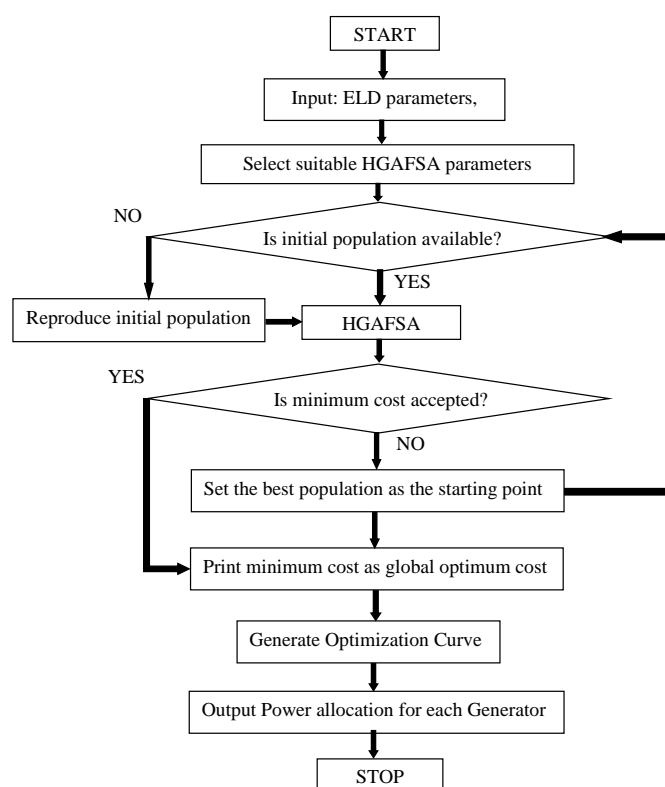 START
Input: ELD parameters,
Select suitable HGAFSA parameters
NO
Is initial population available?
YES
Reproduce initial population
HGAFSA
YES
Is minimum cost accepted?
NO
Set the best population as the starting point
Print minimum cost as global optimum cost
Generate Optimization Curve
Output Power allocation for each Generator
STOP